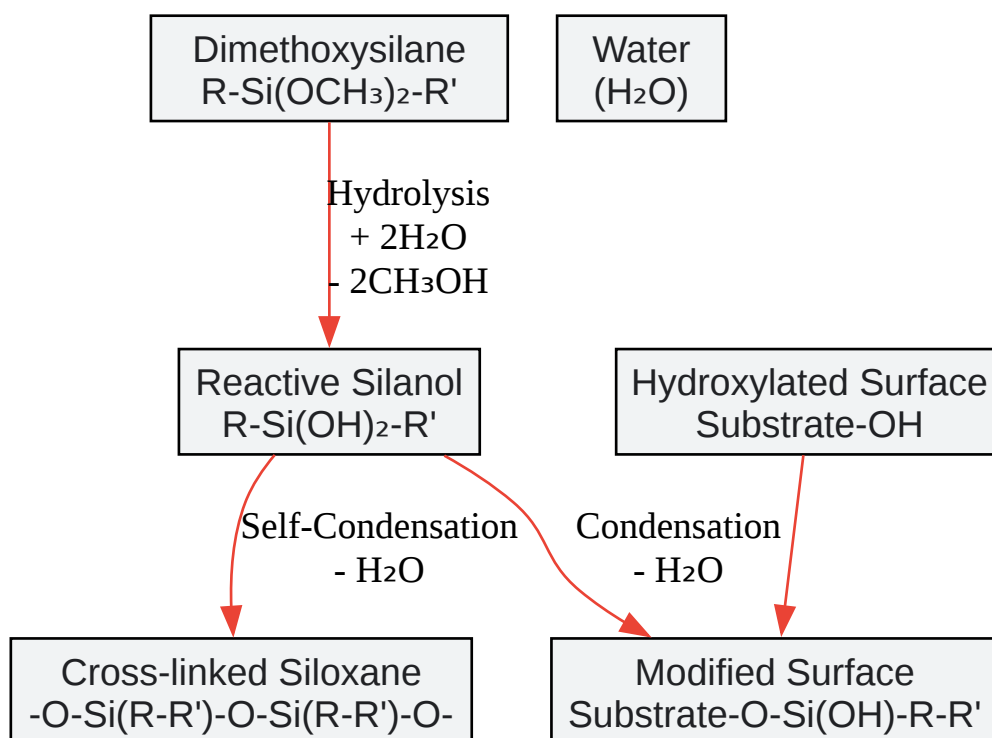 Dimethoxysilane
R-Si(OCH₃)₂-R'
Water
(H₂O)
Hydrolysis
+ 2H₂O
- 2CH₃OH
Reactive Silanol
R-Si(OH)₂-R'
Hydroxylated Surface
Substrate-OH
Self-Condensation
- H₂O
Condensation
- H₂O
Cross-linked Siloxane
-O-Si(R-R')-O-Si(R-R')-O-
Modified Surface
Substrate-O-Si(OH)-R-R'